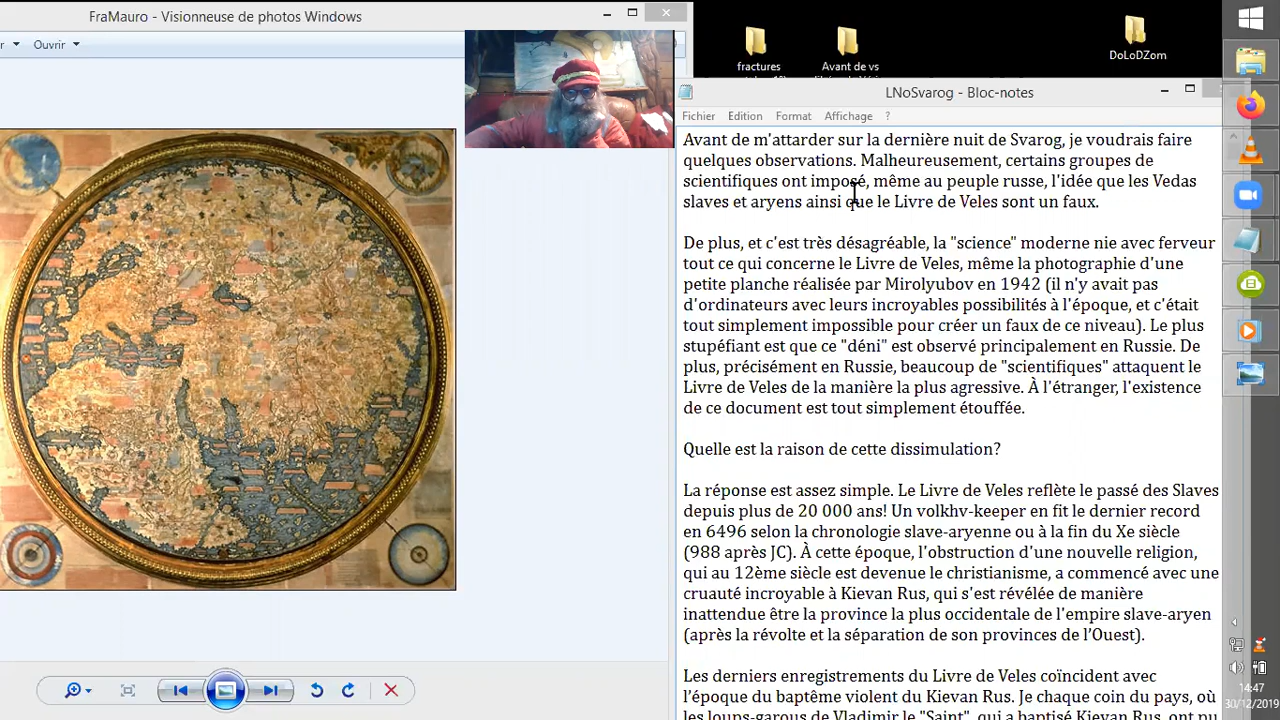 FraMauro - Visionneuse de photos Windows
Ouvrir
fractures
Avant de vs
DoLoDZom
LNoSvarog - Bloc-notes
Fichier Edition Format Affichage ?
Avant de m'attarder sur la dernière nuit de Svarog, je voudrais faire
quelques observations. Malheureusement, certains groupes de
scientifiques ont imposé, même au peuple russe, l'idée que les Vedas
slaves et aryens ainsi que le Livre de Veles sont un faux.
De plus, et c'est très désagréable, la "science" moderne nie avec ferveur
tout ce qui concerne le Livre de Veles, même la photographie d'une
petite planche réalisée par Mirolyubov en 1942 (il n'y avait pas
d'ordinateurs avec leurs incroyables possibilités à l'époque, et c'était
tout simplement impossible pour créer un faux de ce niveau). Le plus
stupéfiant est que ce "déni" est observé principalement en Russie. De
plus, précisément en Russie, beaucoup de "scientifiques" attaquent le
Livre de Veles de la manière la plus agressive. À l'étranger, l'existence
de ce document est tout simplement étouffée.
Quelle est la raison de cette dissimulation?
La réponse est assez simple. Le Livre de Veles reflète le passé des Slaves
depuis plus de 20 000 ans! Un volkhv-keeper en fit le dernier record
en 6496 selon la chronologie slave-aryenne ou à la fin du Xe siècle
(988 après JC). À cette époque, l'obstruction d'une nouvelle religion,
qui au 12ème siècle est devenue le christianisme, a commencé avec une
cruauté incroyable à Kievan Rus, qui s'est révélée de manière
inattendue être la province la plus occidentale de l'empire slave-aryen
(après la révolte et la séparation de son provinces de l'Ouest).
Les derniers enregistrements du Livre de Veles coïncident avec
l'époque du baptême violent du Kievan Rus. Je chaque coin du pays, où
les loups-garous de Vladimir le "Saint", qui a baptisé Kievan Rus, ont pu
14:47
30/12/2019